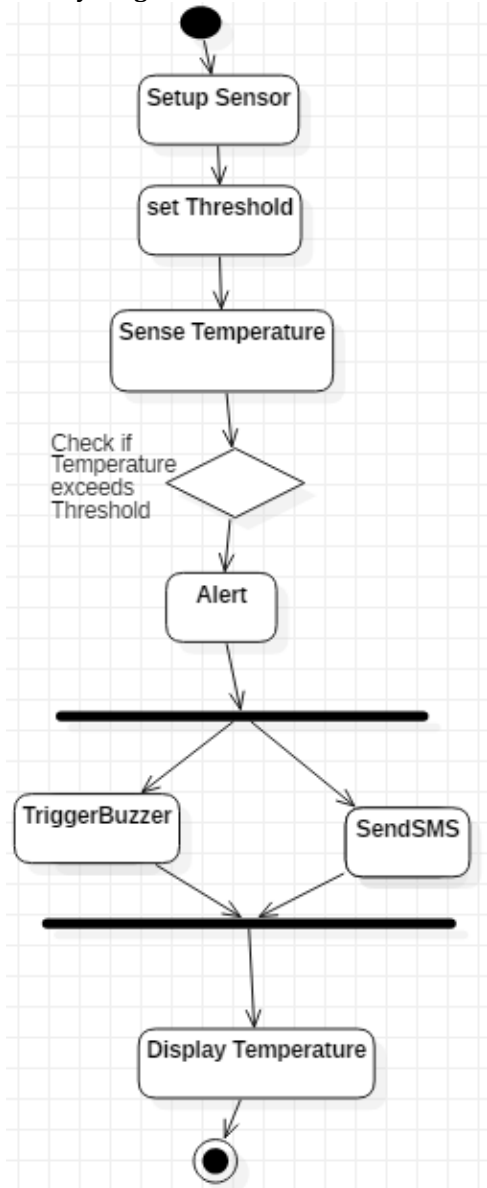 Setup Sensor
set Threshold
Sense Temperature
Check if
Temperature
exceeds
Threshold
Alert
TriggerBuzzer
SendSMS
Display Temperature